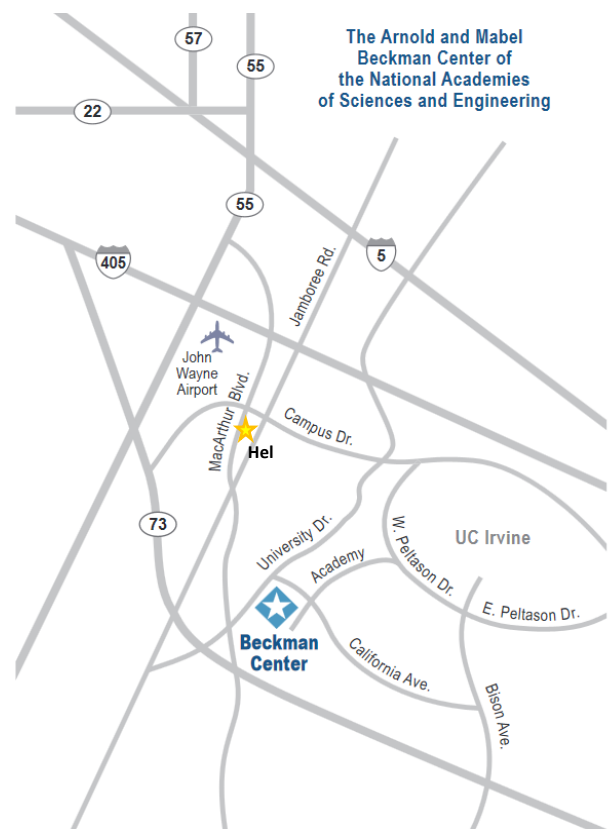 The Arnold and Mabel
Beckman Center of
the National Academies
of Sciences and Engineering
57
55
22
55
405
5
Jamboree Rd.
John
Wayne
Airport
MacArthur Blvd.
Campus Dr.
Hel
73
University Dr.
Academy
W. Peltason Dr.
UC Irvine
E. Peltason Dr.
Beckman
Center
California Ave.
Bison Ave.